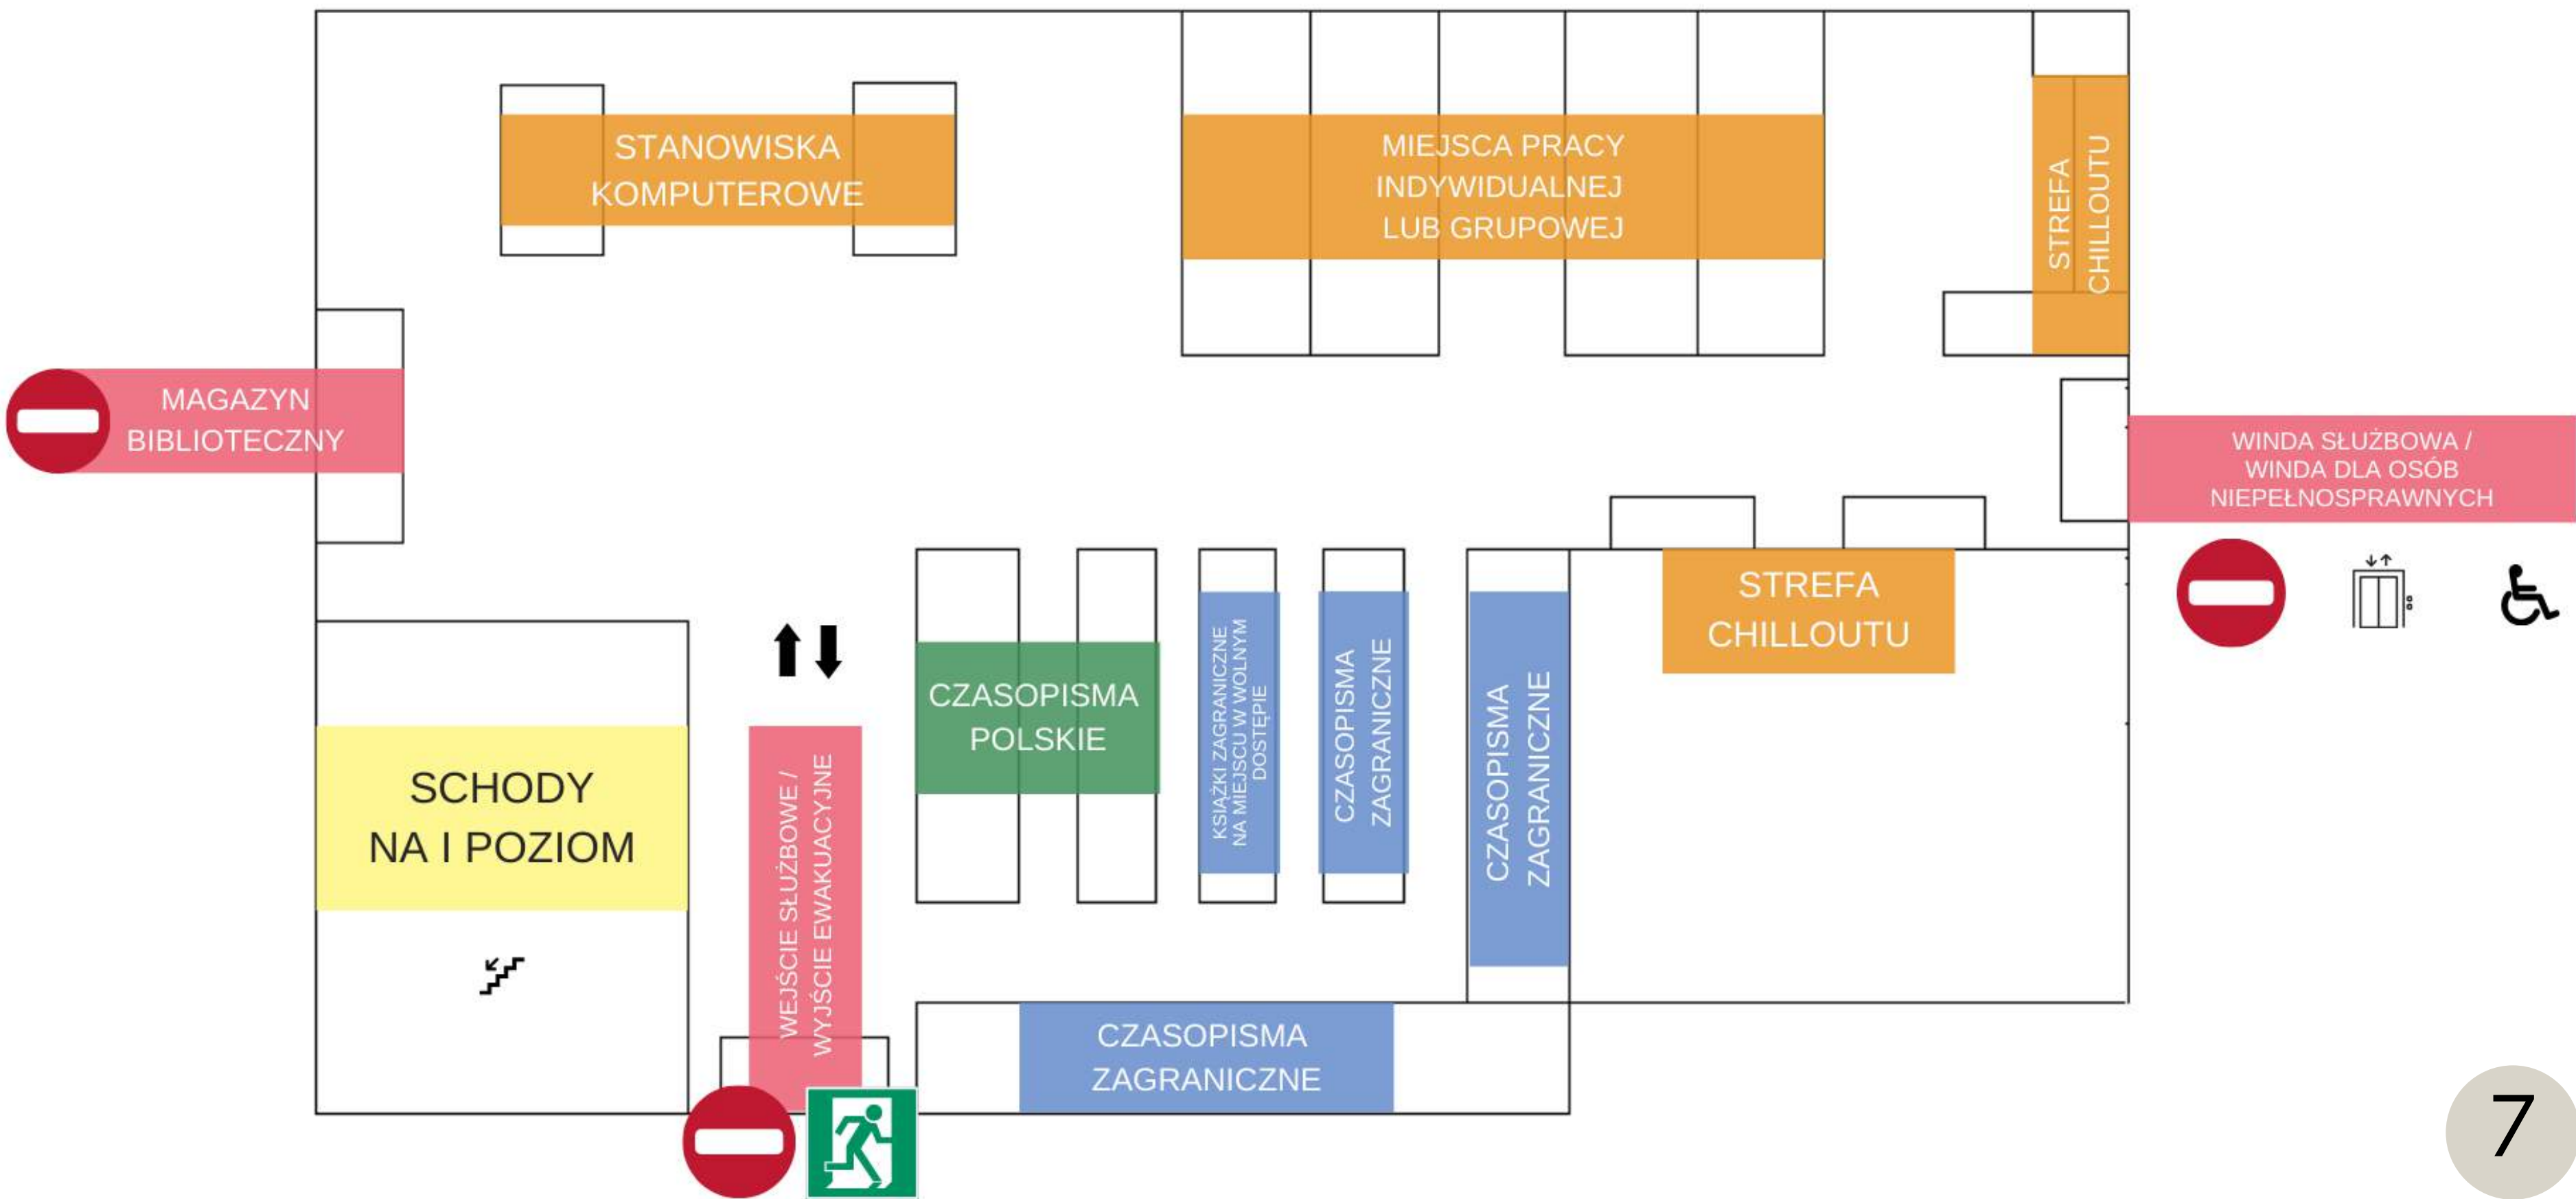 STANOWISKA
KOMPUTEROWE
MIEJSCA PRACY
INDYWIDUALNEJ
LUB GRUPOWEJ
STREFA
CHILLOUTU
MAGAZYN
BIBLIOTECZNY
WINDA SŁUŻBOWA /
WINDA DLA OSÓB
NIEPEŁNOSPRAWNYCH
STREFA
CHILLOUTU
CZASOPISMA
POLSKIE
KSIĄŻKI ZAGRANICZNE
NA MIEJSCU W WOLNYM
DOSTĘPIE
CZASOPISMA
ZAGRANICZNE
CZASOPISMA
ZAGRANICZNE
SCHODY
NA I POZIOM
WEJŚCIE SŁUŻBOWE /
WYJŚCIE EWAKUACYJNE
CZASOPISMA
ZAGRANICZNE
7